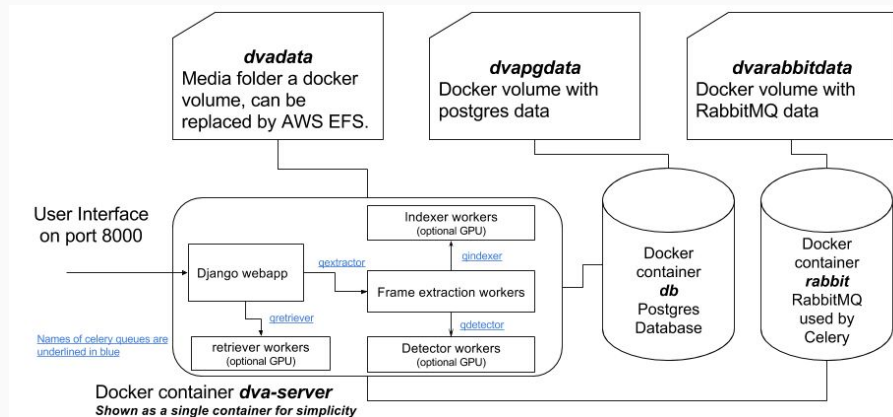 dvadata
Media folder a docker
volume, can be
replaced by AWS EFS.
dvapgdata
Docker volume with
postgres data
dvarabbitdata
Docker volume with
RabbitMQ data
User Interface
on port 8000
Indexer workers
(optional GPU)
qextractor
qindexer
Django webapp
Frame extraction workers
qretriever
qdetector
Names of celery queues are
underlined in blue
retriever workers
(optional GPU)
Detector workers
(optional GPU)
Docker
container
db
Postgres
Database
Docker
container
rabbit
RabbitMQ
used by
Celery
Docker container dva-server
Shown as a single container for simplicity